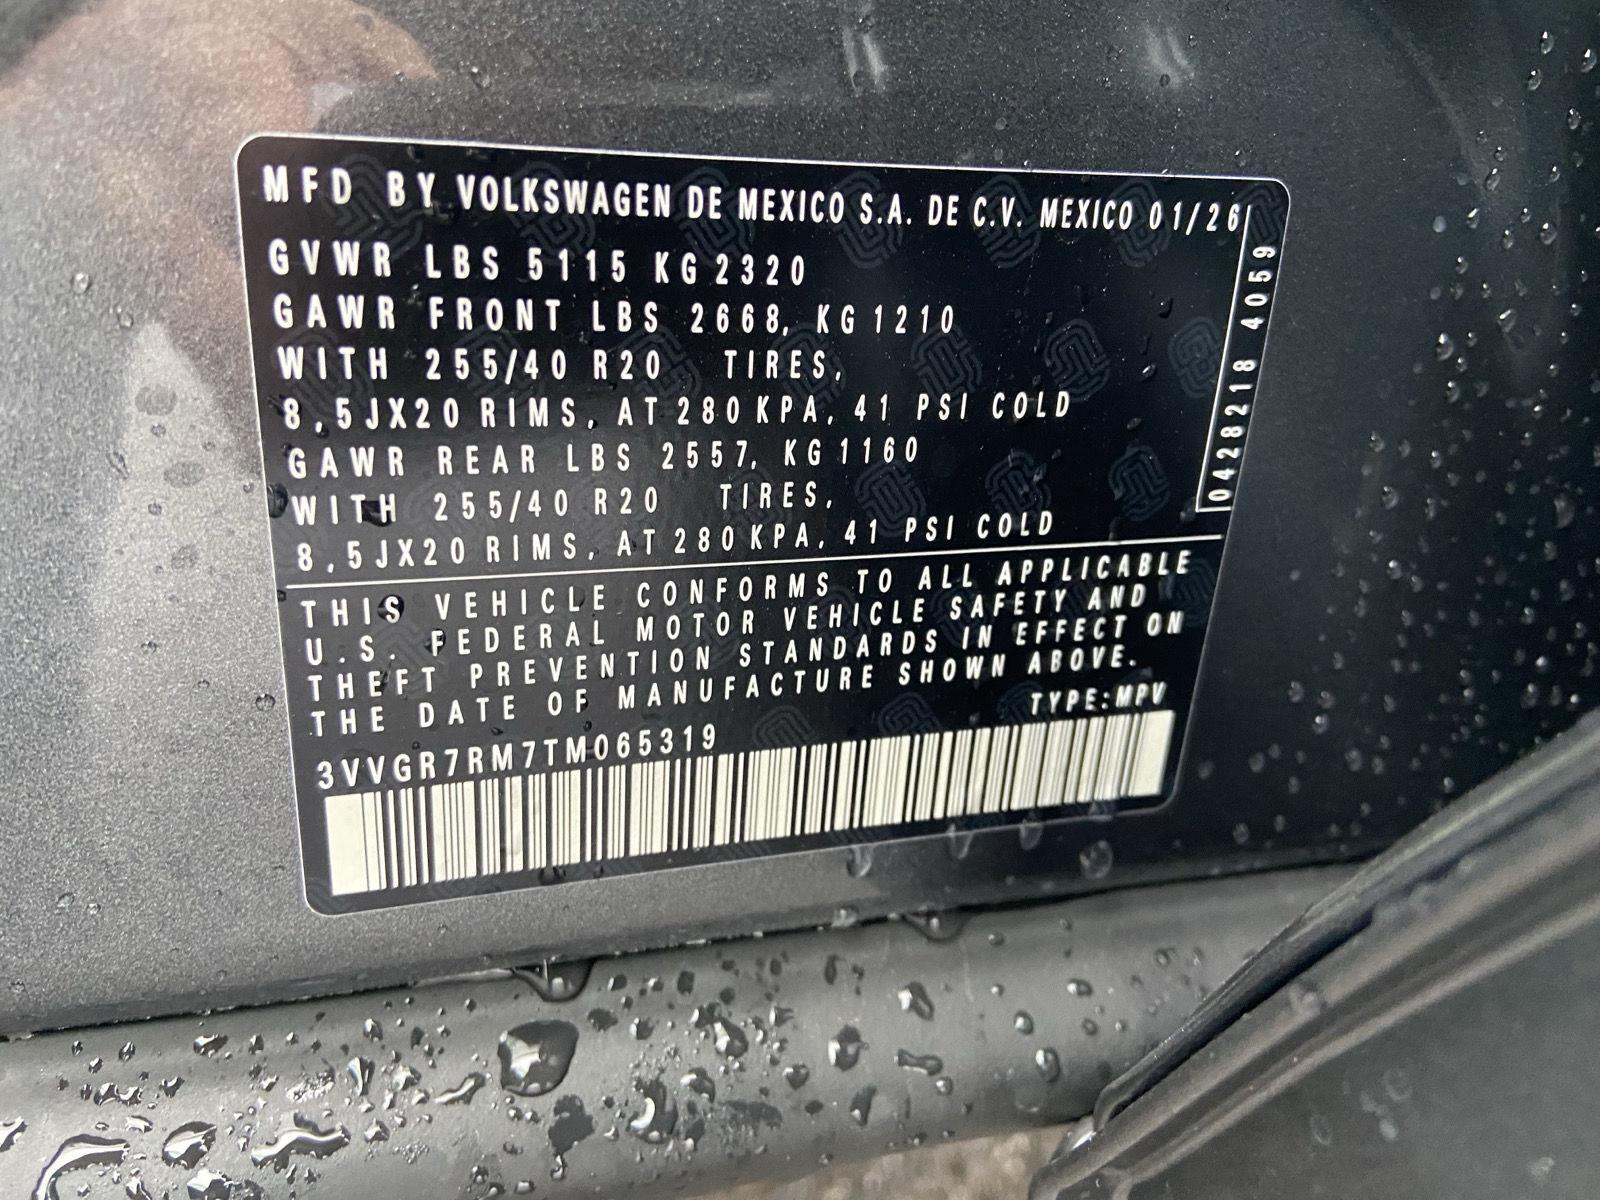 MFD BY VOLKSWAGEN DE MEXICO S.A. DE C.V. MEXICO 01/26
GVWR LBS 5115 KG 2320
GAWR FRONT LBS 2668, KG 1210
WITH 255/40 R20 TIRES,
8,5JX20 RIMS, AT 280 KPA, 41 PSI COLD
GAWR REAR LBS 2557, KG 1160
WITH 255/40 R20 TIRES,
8,5JX20 RIMS, AT 280 KPA, 41 PSI COLD
0428218 4059
THIS VEHICLE CONFORMS TO ALL APPLICABLE
U.S. FEDERAL MOTOR VEHICLE SAFETY AND
THEFT PREVENTION STANDARDS IN EFFECT ON
THE DATE OF MANUFACTURE SHOWN ABOVE.
TYPE:MPV
3VVGR7RM7TM065319